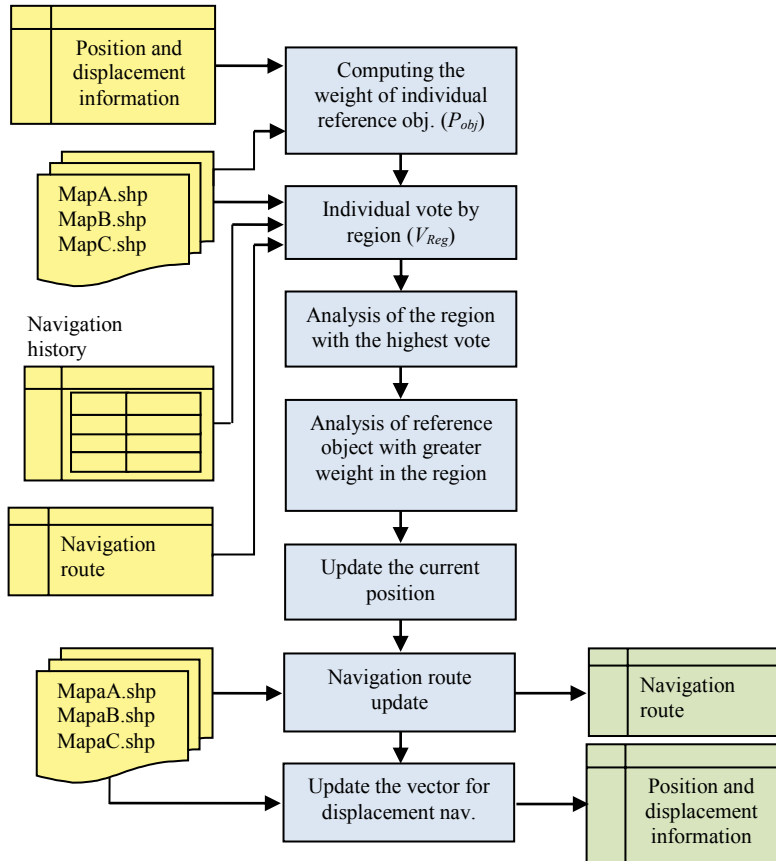 Position and
displacement
information
Computing the
weight of individual
reference obj. (Pobj)
MapA.shp
MapB.shp
MapC.shp
Individual vote by
region (VReg)
Analysis of the region
with the highest vote
Navigation
history
Analysis of reference
object with greater
weight in the region
Navigation
route
Update the current
position
MapaA.shp
MapaB.shp
MapaC.shp
Navigation route
update
Navigation
route
Update the vector for
displacement nav.
Position and
displacement
information